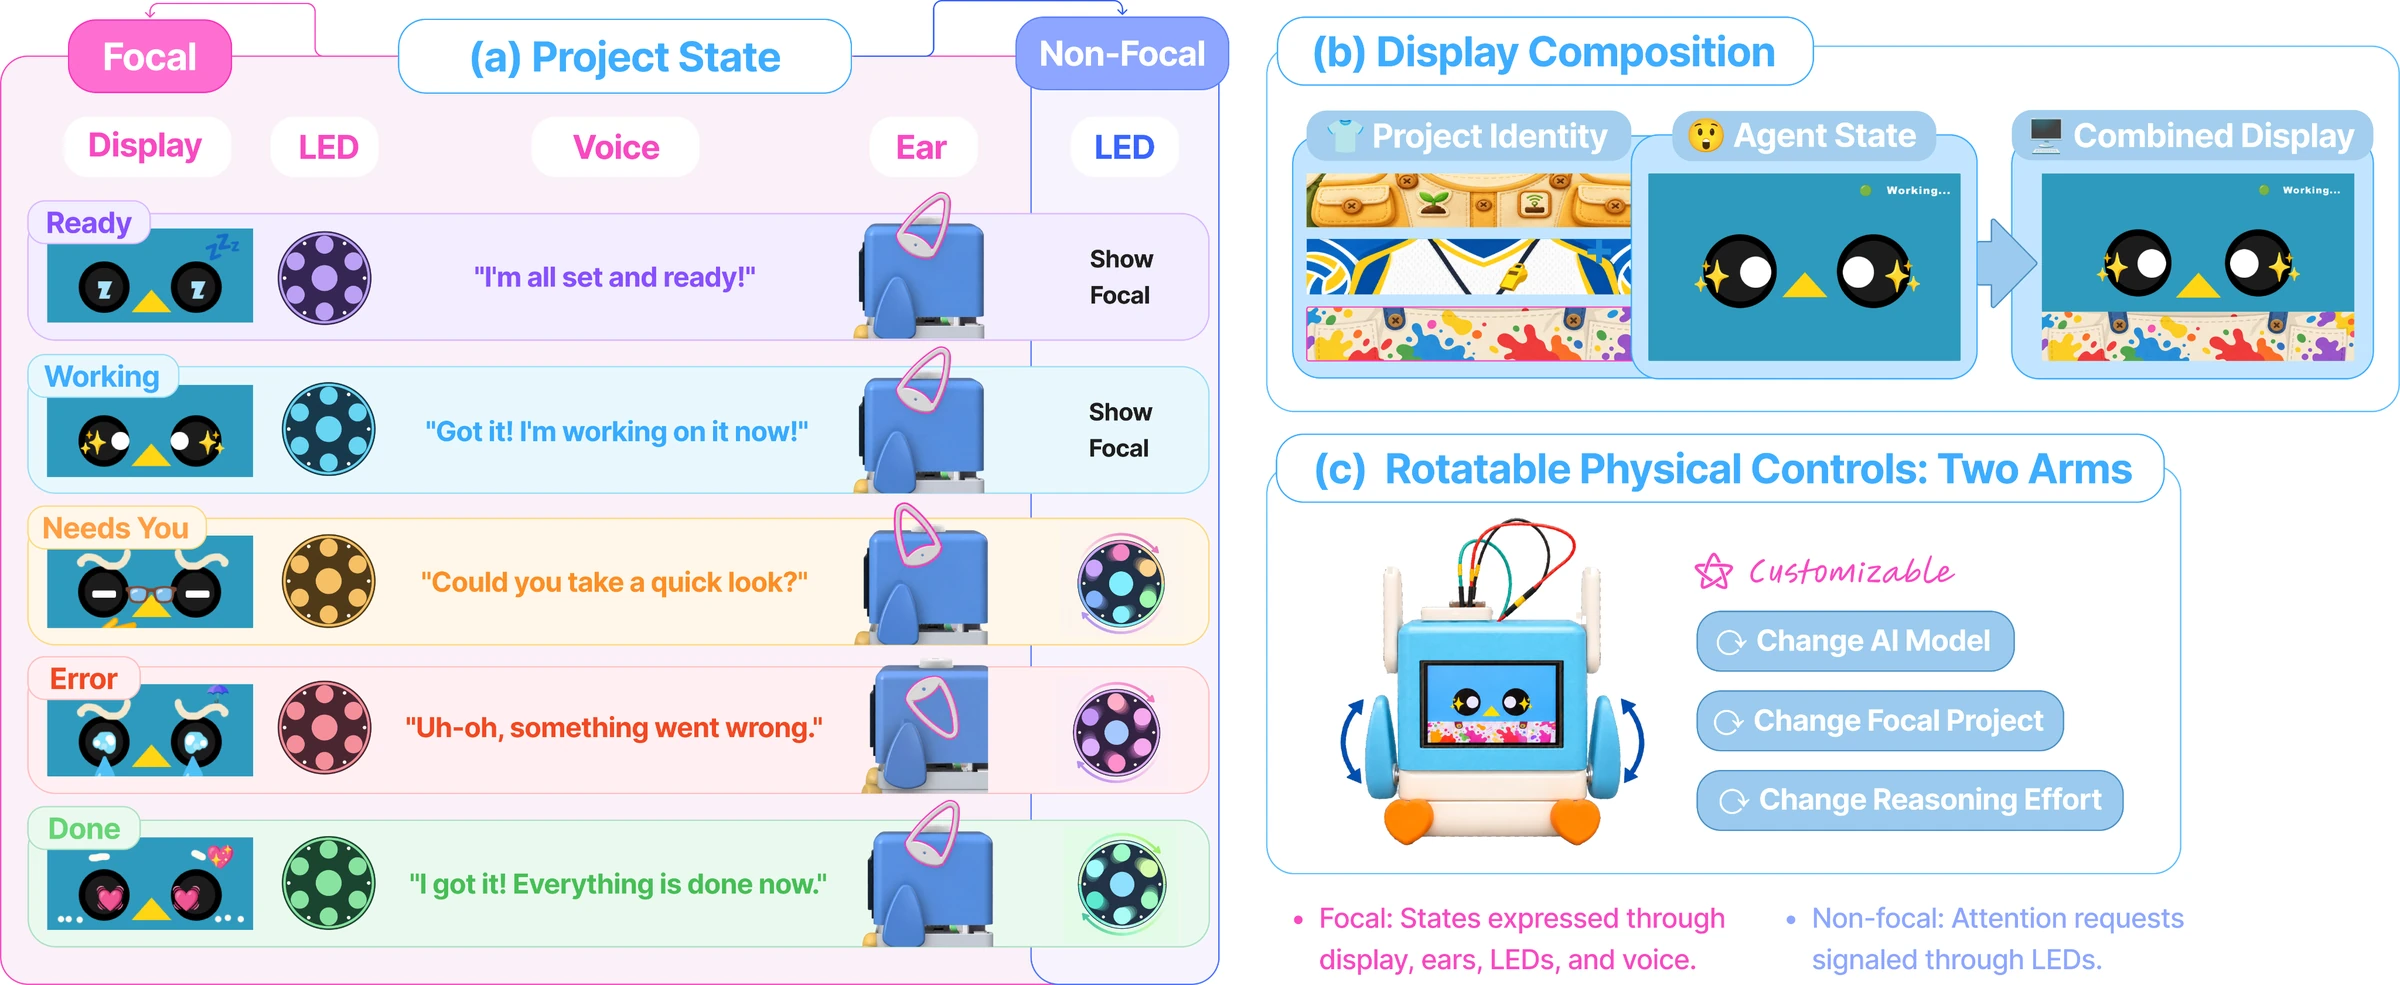 Focal
(a) Project State
Non-Focal
Display
LED
Voice
Ear
LED
Ready
zzz
z
z
"I'm all set and ready!"
Show
Focal
Working
"Got it! I'm working on it now!"
Show
Focal
Needs You
"Could you take a quick look?"
Error
"Uh-oh, something went wrong."
Done
"I got it! Everything is done now."
(b) Display Composition
Project Identity
Agent State
Working...
Combined Display
Working...
(c) Rotatable Physical Controls: Two Arms
Customizable
Change AI Model
Change Focal Project
Change Reasoning Effort
• Focal: States expressed through
display, ears, LEDs, and voice.
• Non-focal: Attention requests
signaled through LEDs.